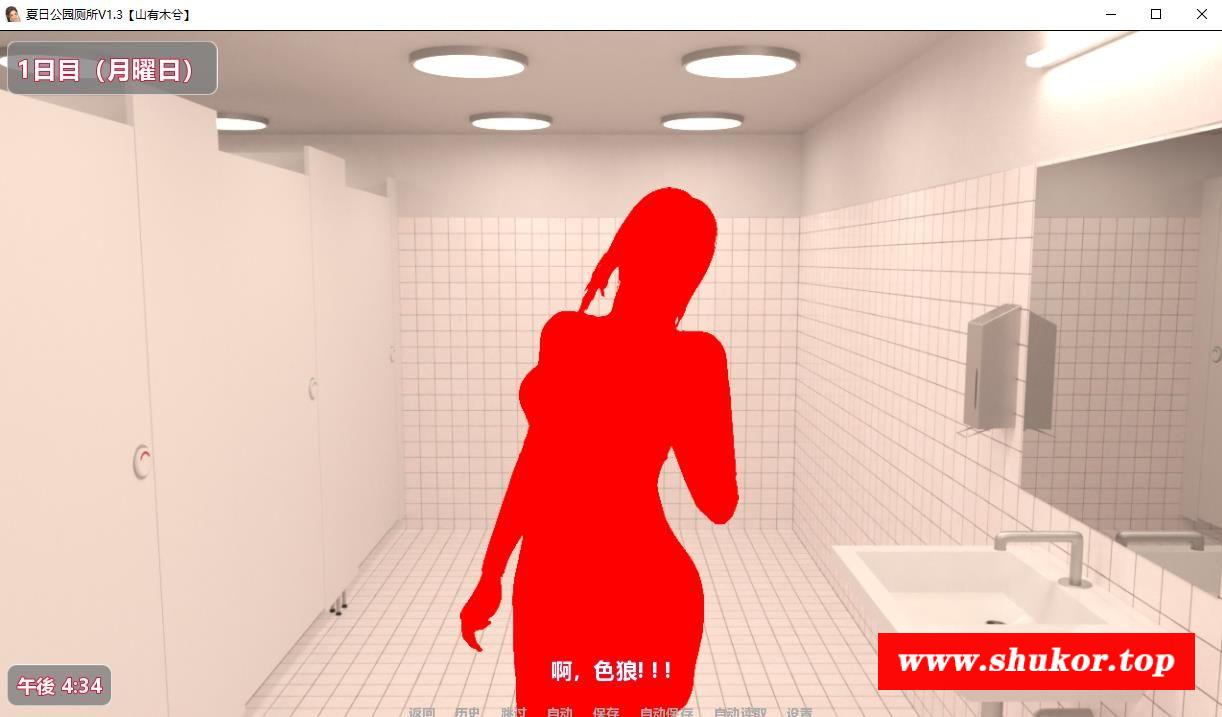 夏日公园厕所V1.3【山有木兮】
1日目（月曜日）
啊，色狼!!!
www.shukor.top
午後 4:34
返回 历史 跳过 自动 保存 自动保存 自动读取 设置